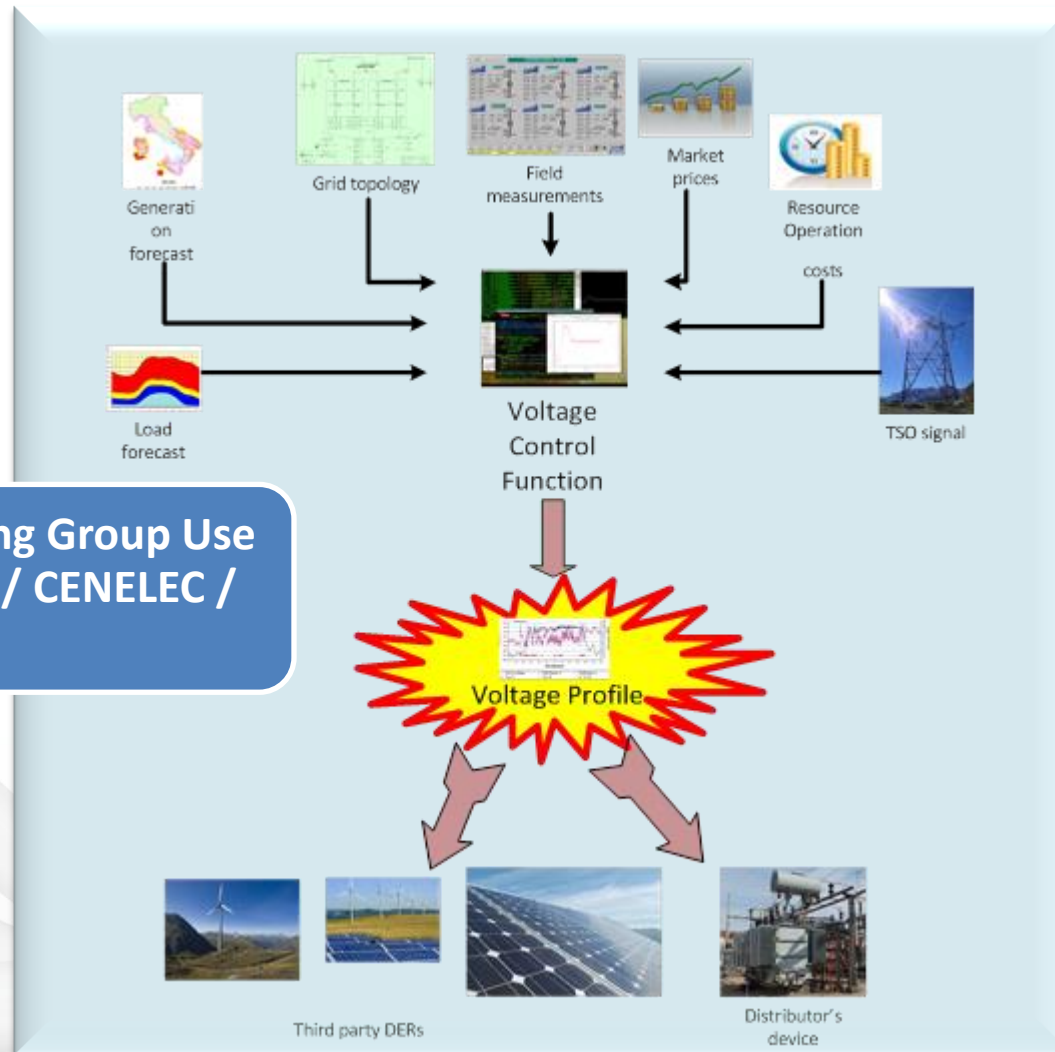 Grid topology
Field
measurements
Market
prices
Generati
on
forecast
Resource
Operation
costs
Load
forecast
TSO signal
Voltage
Control
Function
ng Group Use
/ CENELEC /
Voltage Profile
Third party DERs
Distributor's
device